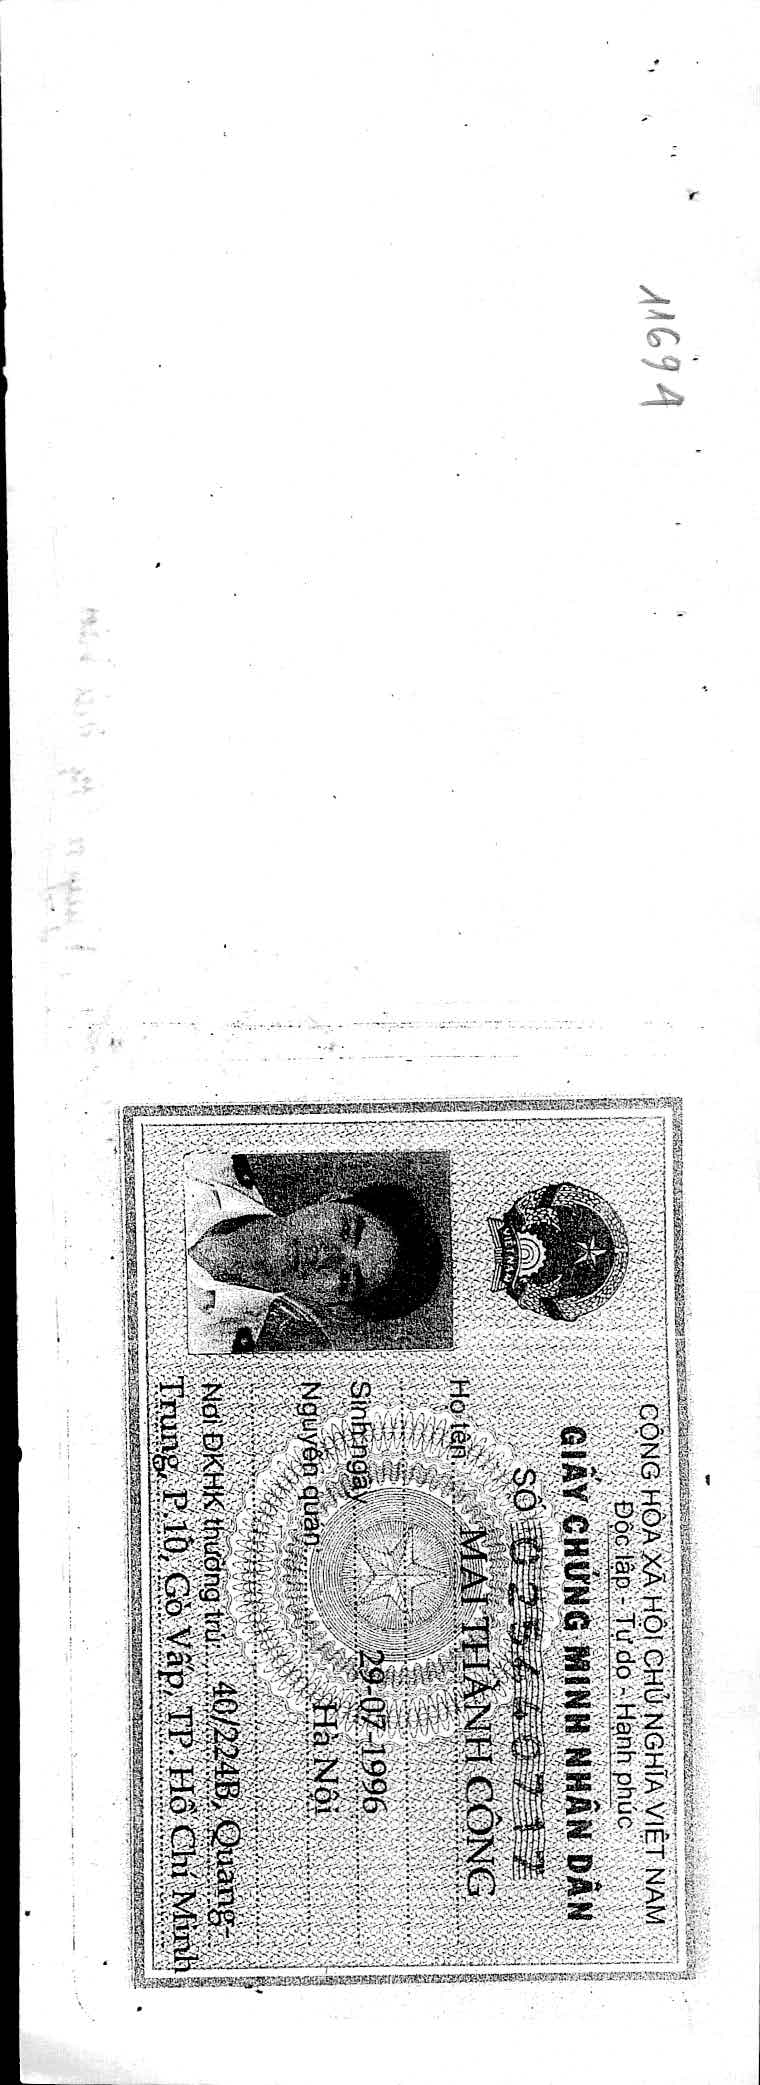 11694
CỘNG HÒA XÃ HỘI CHỦ NGHĨA VIỆT NAM
Độc lập - Tự do - Hạnh phúc
GIẤY CHỨNG MINH NHÂN DÂN
SỐ 025640717
VIỆT NAM
Họ tên: MAI THÀNH CÔNG
Sinh ngày 29-07-1996
Nguyên quán: Hà Nội
Nơi ĐKHK thường trú: 40/224B, Quang-
Trung, P.10, Gò Vấp, TP. Hồ Chí Minh